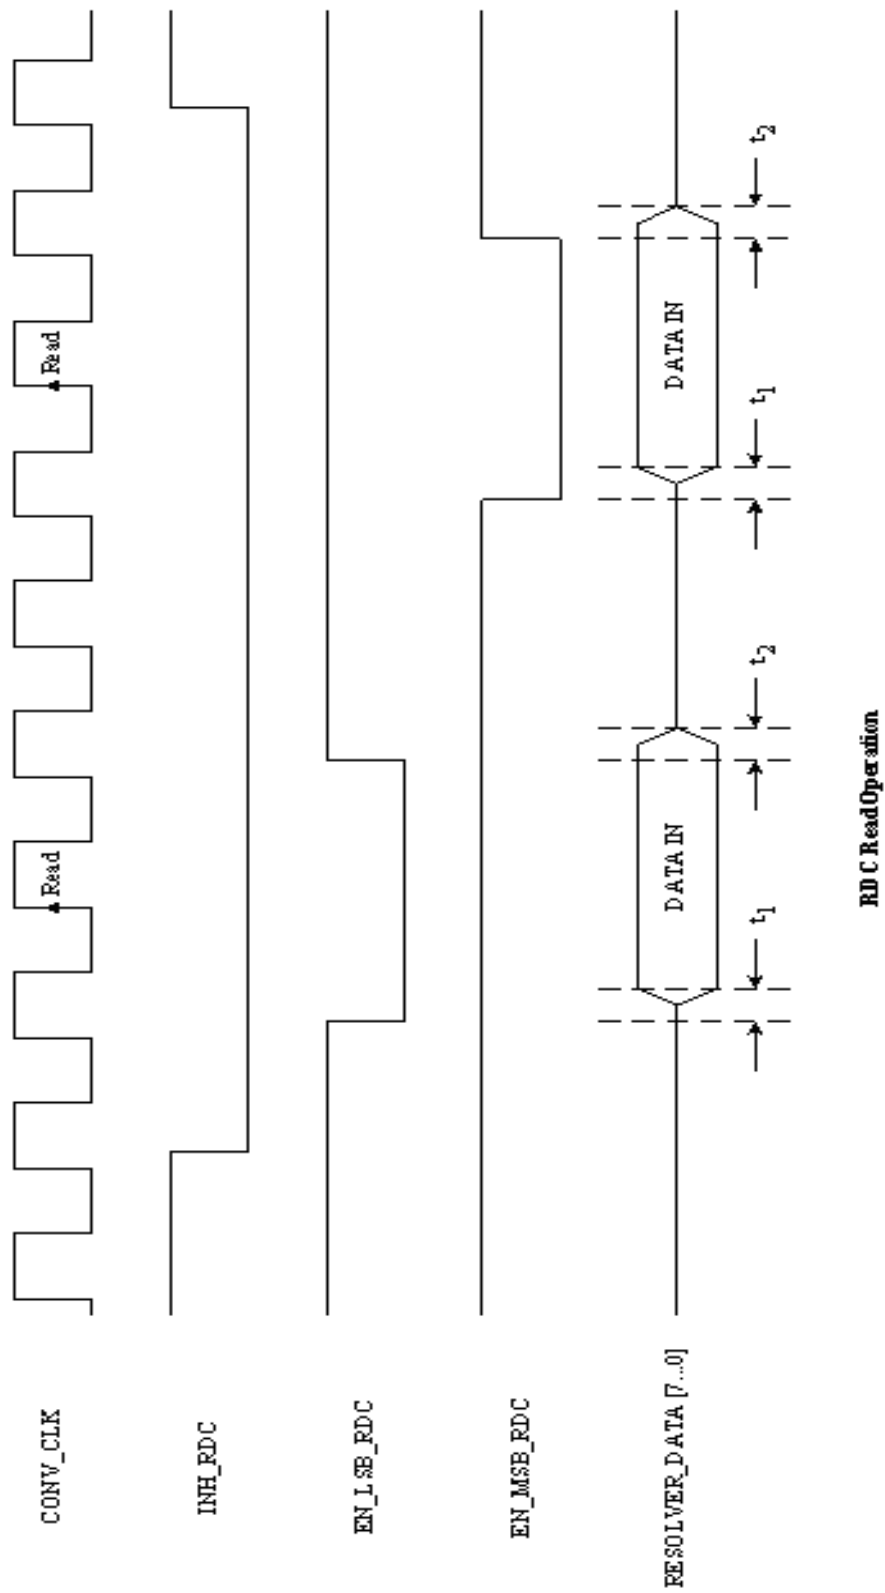 CONV_CLK
Read
Read
INH_RDC
EN_LSB_RDC
EN_MSB_RDC
RESOLVER_DATA [7...0]
DATA IN
DATA IN
t1
t2
t1
t2
RDC Read Operation